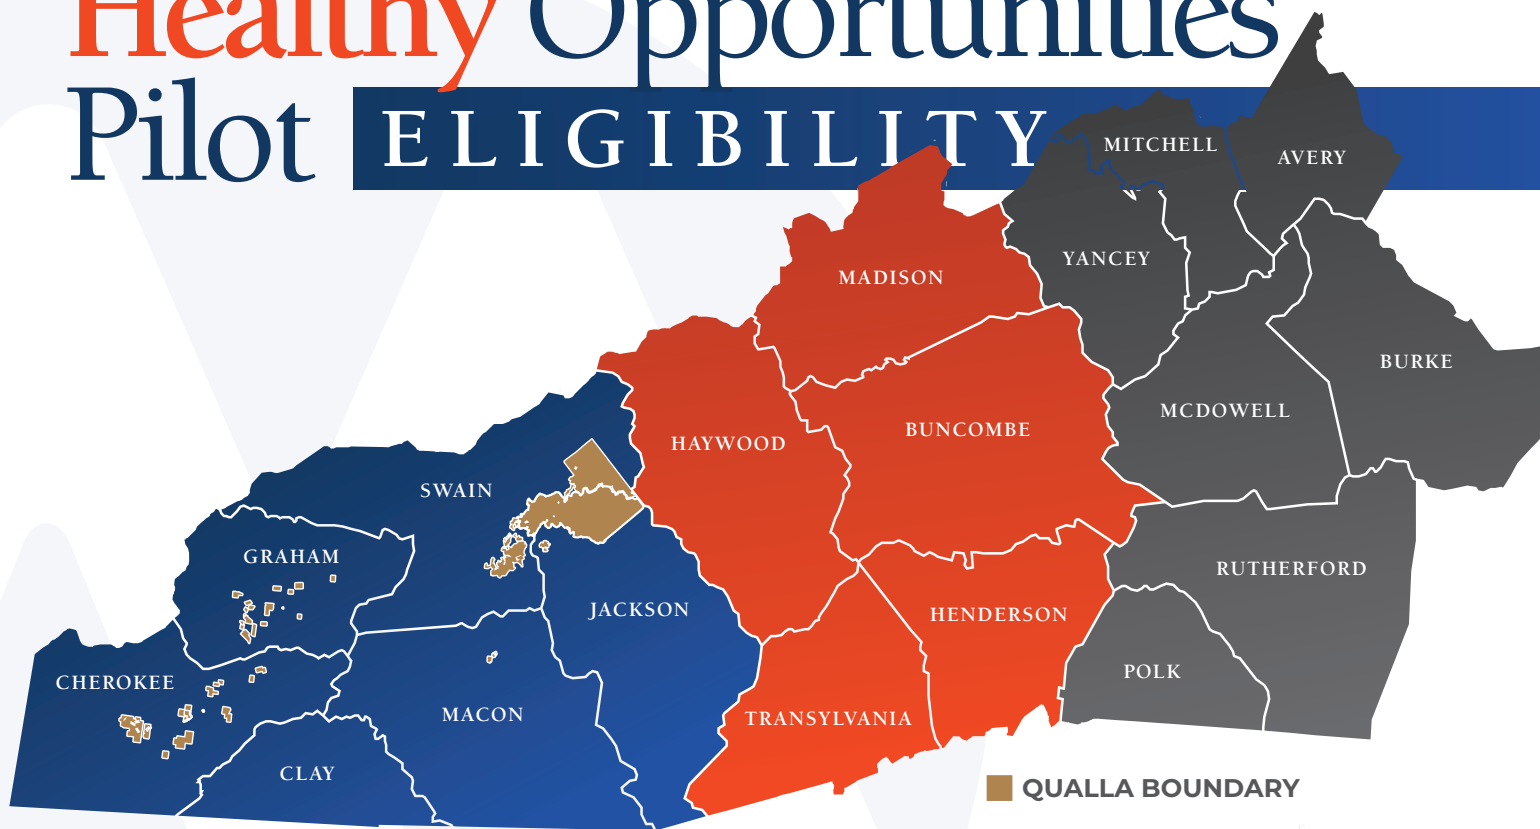 Healthy Opportunities
Pilot ELIGIBILITY
MITCHELL
AVERY
YANCEY
MADISON
BURKE
MCDOWELL
BUNCOMBE
HAYWOOD
SWAIN
GRAHAM
RUTHERFORD
JACKSON
HENDERSON
POLK
CHEROKEE
MACON
TRANSYLVANIA
CLAY
QUALLA BOUNDARY